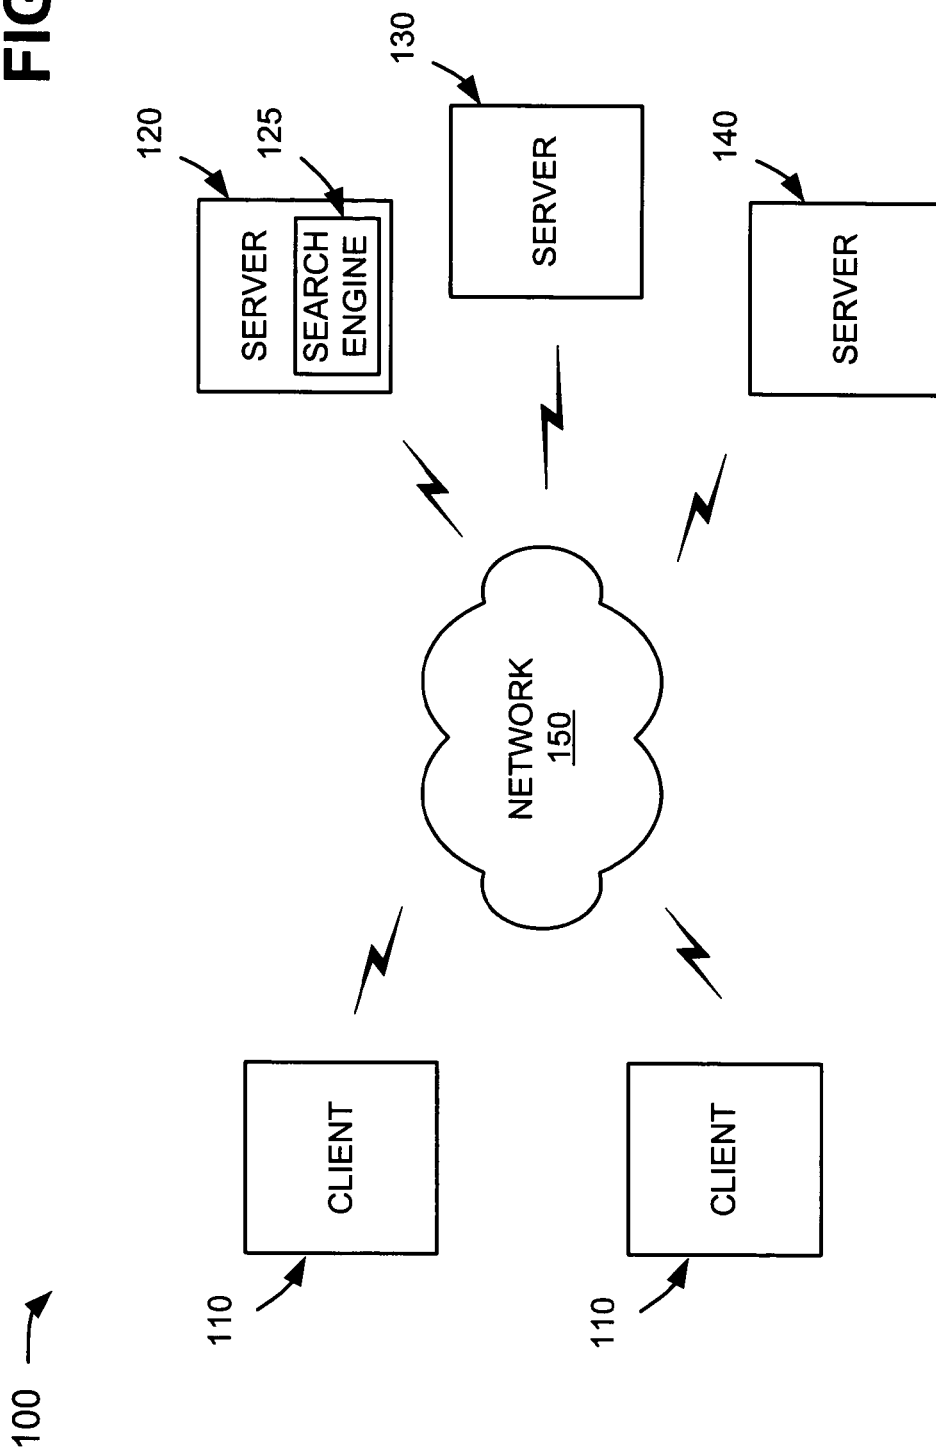 FIG
100
110
CLIENT
110
CLIENT
NETWORK
150
120
SERVER
125
SEARCH
ENGINE
130
SERVER
140
SERVER